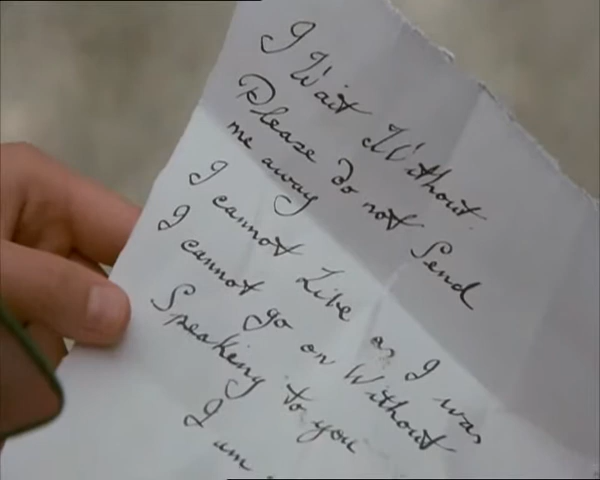 I Wait Without
Please do not Send
me away
I cannot Live as I was
I cannot go on Without
Speaking to you
I am